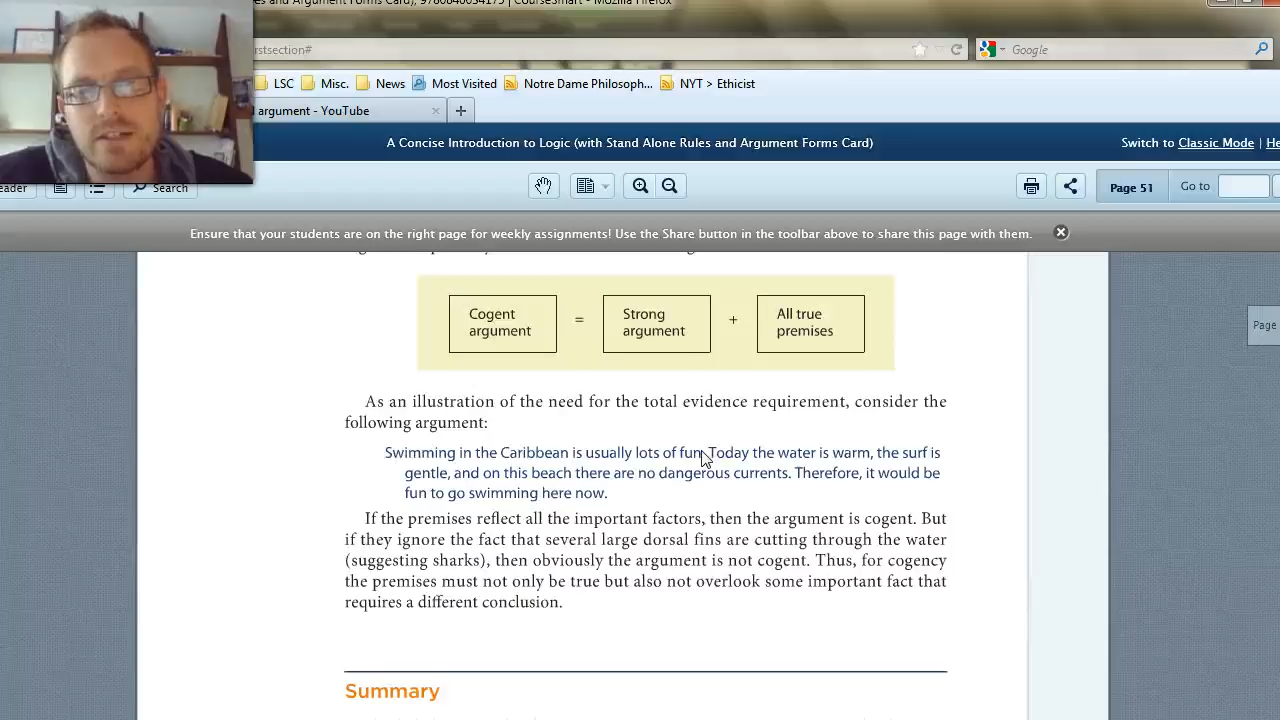 and Argument Forms Card), 9780840034175 | CourseSmart - Mozilla Firefox
rstsection#
Google
LSC Misc. News Most Visited Notre Dame Philosoph... NYT > Ethicist
argument - YouTube
A Concise Introduction to Logic (with Stand Alone Rules and Argument Forms Card)
Switch to Classic Mode |
Search
Page 51
Go to
Ensure that your students are on the right page for weekly assignments! Use the Share button in the toolbar above to share this page with them.
Cogent argument = Strong argument + All true premises
Page
As an illustration of the need for the total evidence requirement, consider the
following argument:
Swimming in the Caribbean is usually lots of fun. Today the water is warm, the surf is
gentle, and on this beach there are no dangerous currents. Therefore, it would be
fun to go swimming here now.
If the premises reflect all the important factors, then the argument is cogent. But
if they ignore the fact that several large dorsal fins are cutting through the water
(suggesting sharks), then obviously the argument is not cogent. Thus, for cogency
the premises must not only be true but also not overlook some important fact that
requires a different conclusion.
Summary